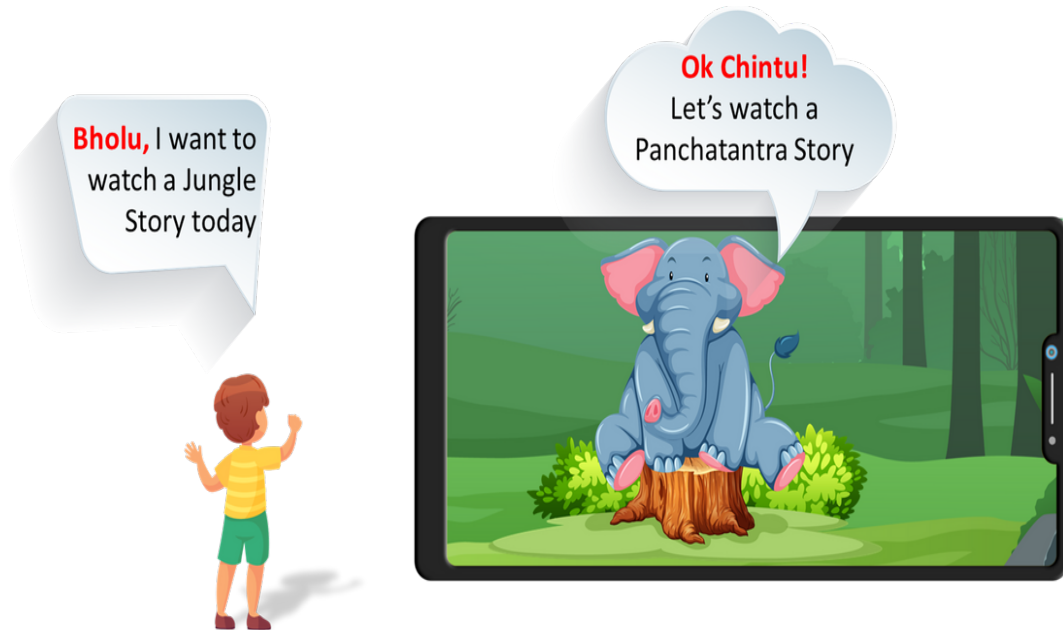 Bholu, I want to
watch a Jungle
Story today
Ok Chintu!
Let's watch a
Panchatantra Story